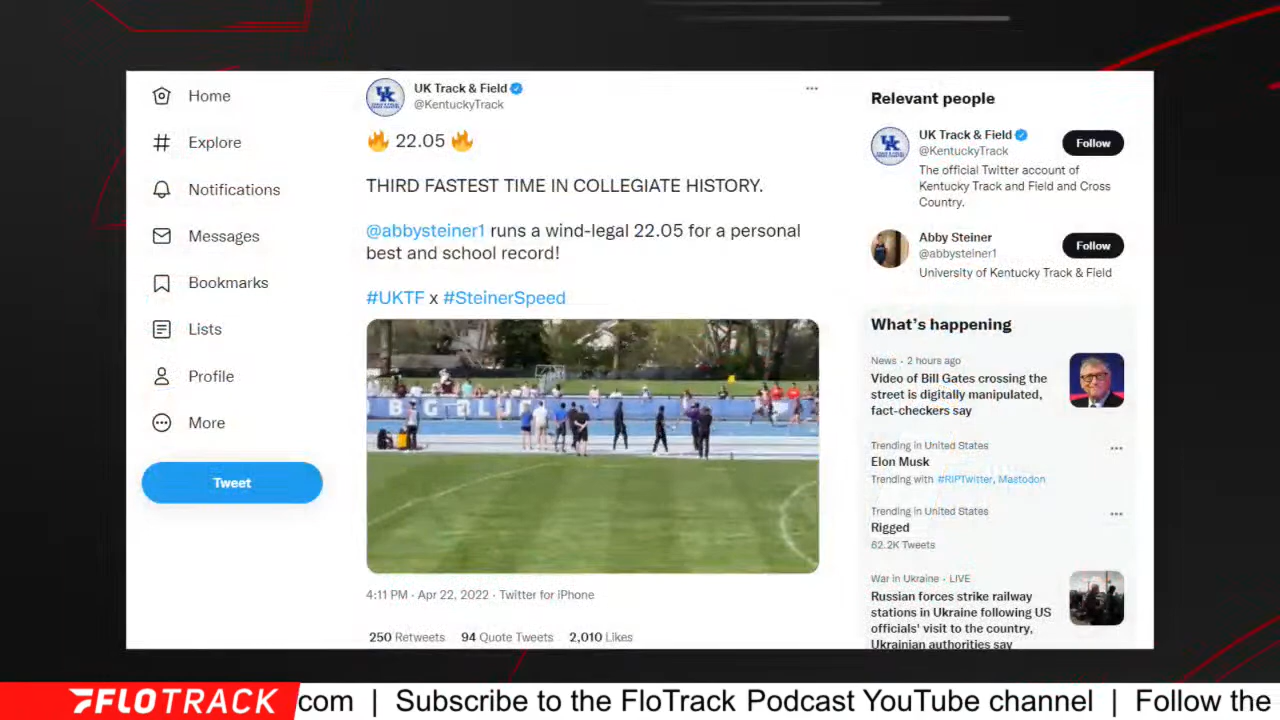 Home
Explore
Notifications
Messages
Bookmarks
Lists
Profile
More
Tweet
UK Track & Field
@KentuckyTrack
22.05
THIRD FASTEST TIME IN COLLEGIATE HISTORY.
@abbysteiner1 runs a wind-legal 22.05 for a personal
best and school record!
#UKTF x #SteinerSpeed
BIG BLUE
4:11 PM · Apr 22, 2022 · Twitter for iPhone
250 Retweets 94 Quote Tweets 2,010 Likes
Relevant people
UK Track & Field
@KentuckyTrack
Follow
The official Twitter account of
Kentucky Track and Field and Cross
Country.
Abby Steiner
@abbysteiner1
Follow
University of Kentucky Track & Field
What's happening
News · 2 hours ago
Video of Bill Gates crossing the
street is digitally manipulated,
fact-checkers say
Trending in United States
Elon Musk
Trending with #RIPTwitter, Mastodon
Trending in United States
Rigged
62.2K Tweets
War in Ukraine · LIVE
Russian forces strike railway
stations in Ukraine following US
officials' visit to the country,
Ukrainian authorities say
FLOTRACK
com | Subscribe to the FloTrack Podcast YouTube channel | Follow the